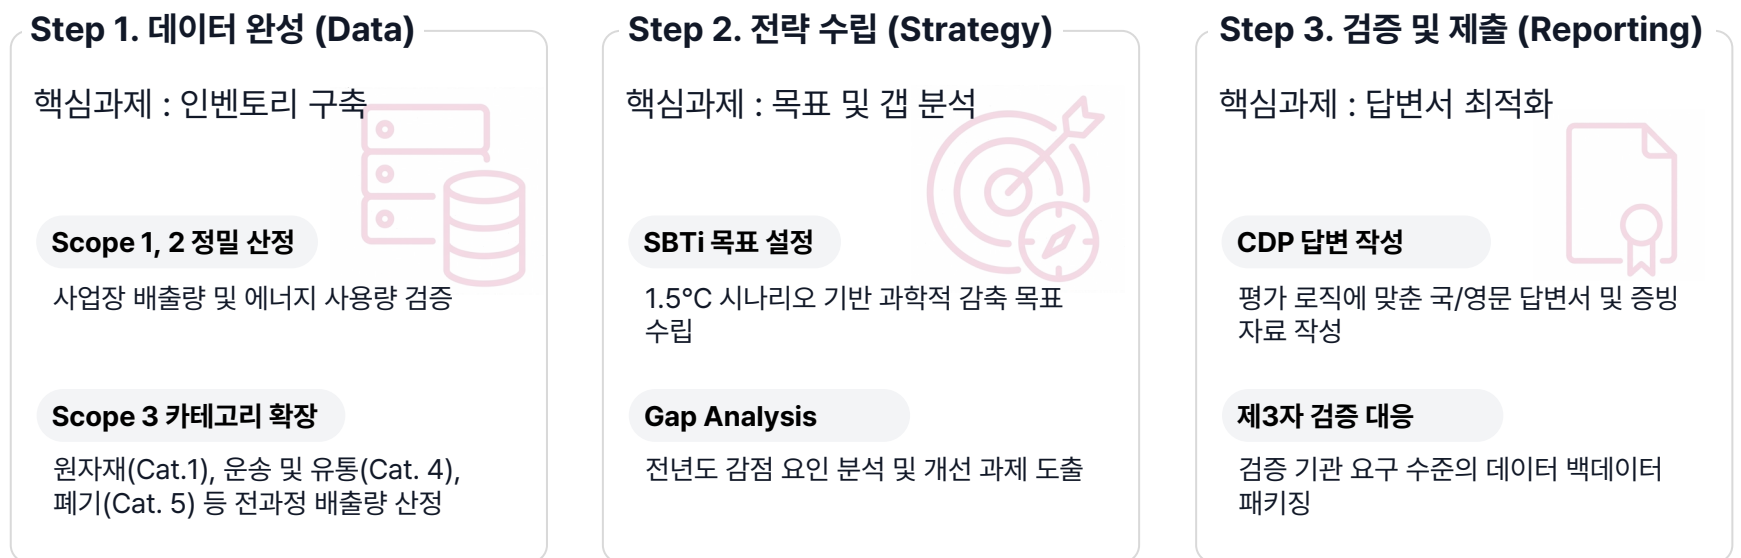 Step 1. 데이터 완성 (Data)
핵심과제 : 인벤토리 구축
Scope 1, 2 정밀 산정
사업장 배출량 및 에너지 사용량 검증
Scope 3 카테고리 확장
원자재(Cat.1), 운송 및 유통(Cat. 4),
폐기(Cat. 5) 등 전과정 배출량 산정
Step 2. 전략 수립 (Strategy)
핵심과제 : 목표 및 갭 분석
SBTi 목표 설정
1.5°C 시나리오 기반 과학적 감축 목표
수립
Gap Analysis
전년도 감점 요인 분석 및 개선 과제 도출
Step 3. 검증 및 제출 (Reporting)
핵심과제 : 답변서 최적화
CDP 답변 작성
평가 로직에 맞춘 국/영문 답변서 및 증빙
자료 작성
제3자 검증 대응
검증 기관 요구 수준의 데이터 백데이터
패키징